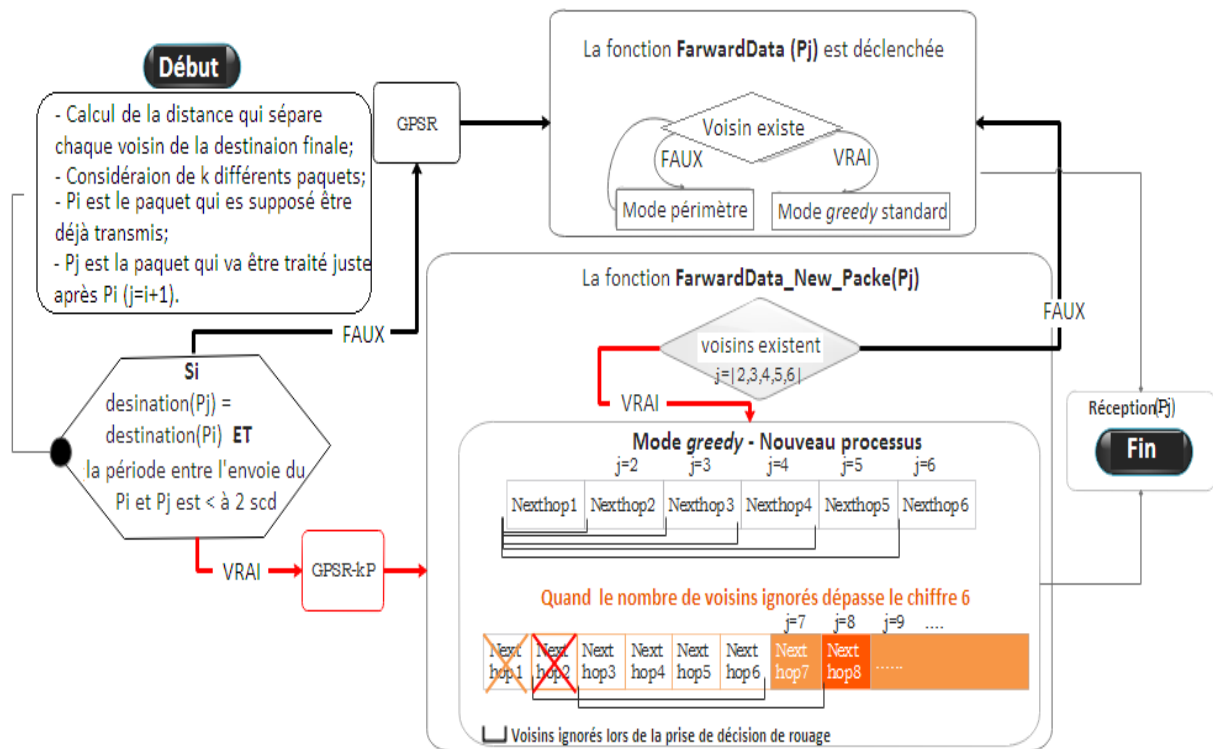 Début
- Calcul de la distance qui sépare
chaque voisin de la destinaion finale;
- Considéraion de k différents paquets;
- Pi est le paquet qui es supposé être
déjà transmis;
- Pj est la paquet qui va être traité juste
après Pi (j=i+1).
GPSR
La fonction FarwardData (Pj) est déclenchée
Voisin existe
FAUX
VRAI
Mode périmètre
Mode greedy standard
FAUX
Si
desination(Pj) =
destination(Pi) ET
la période entre l'envoie du
Pi et Pj est < à 2 scd
VRAI
GPSR-kP
La fonction FarwardData_New_Packe(Pj)
voisins existent
j=|2,3,4,5,6|
FAUX
VRAI
Mode greedy - Nouveau processus
j=2 j=3 j=4 j=5 j=6
Nexthop1 Nexthop2 Nexthop3 Nexthop4 Nexthop5 Nexthop6
Quand le nombre de voisins ignorés dépasse le chiffre 6
j=7 j=8 j=9 ....
Next Next Next Next Next Next Next Next
hop1 hop2 hop3 hop4 hop5 hop6 hop7 hop8 ......
Voisins ignorés lors de la prise de décision de rouage
Réception(Pj)
Fin